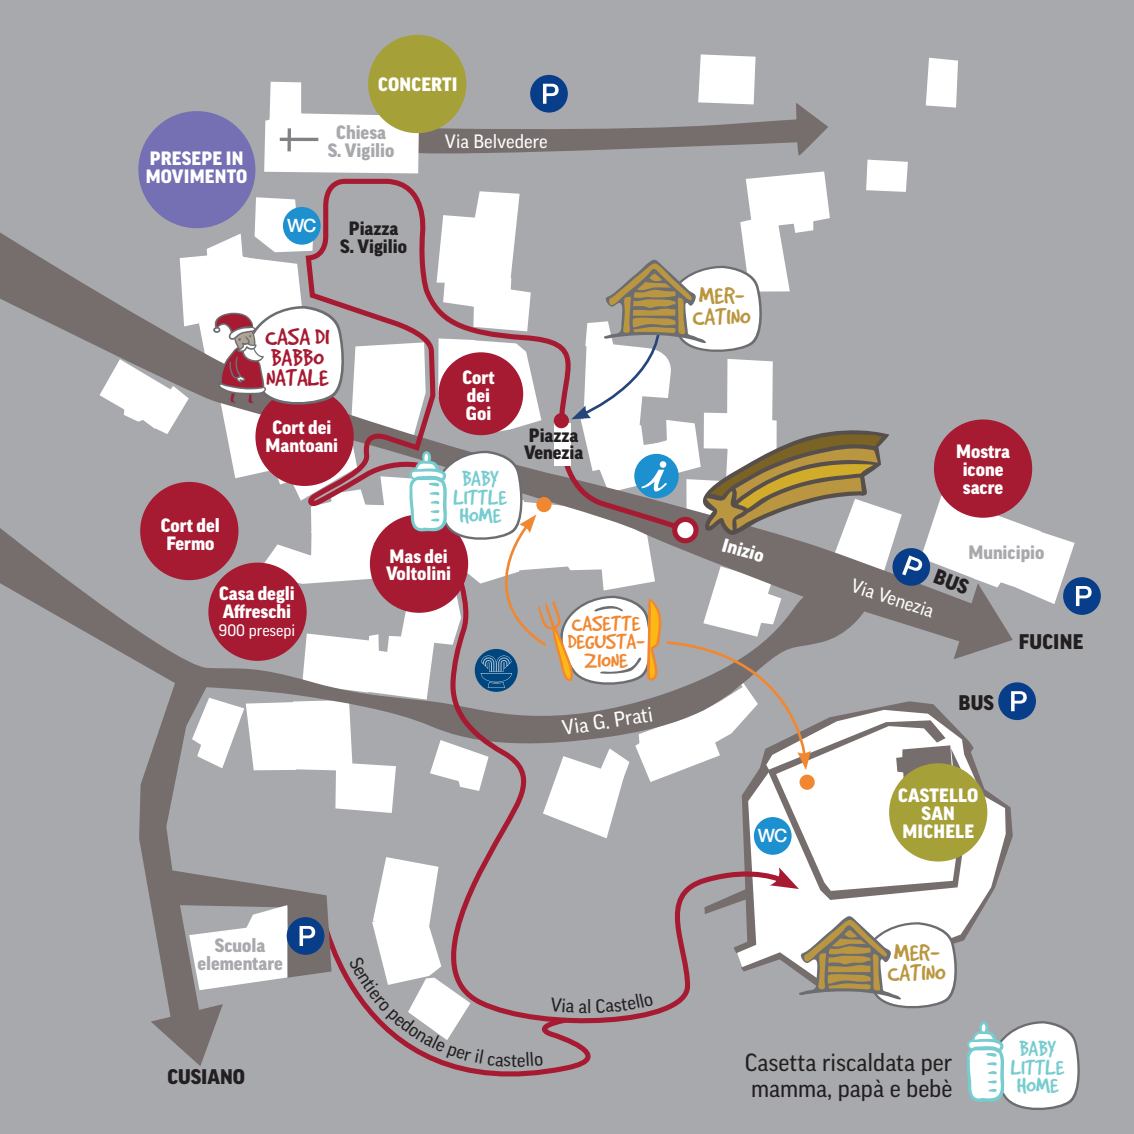 CONCERTI
P
Chiesa
S. Vigilio
Via Belvedere
PRESEPE IN
MOVIMENTO
WC
Piazza
S. Vigilio
MER-
CATINO
CASA DI
BABBO
NATALE
Cort
dei
Goi
Cort dei
Mantoani
Piazza
Venezia
i
Mostra
icone
sacre
BABY
LITTLE
HOME
Cort del
Fermo
Mas dei
Voltolini
Inizio
Municipio
P
BUS
Via Venezia
P
Casa degli
Affreschi
900 presepi
CASETTE
DEGUSTA-
ZIONE
FUCINE
BUS
P
Via G. Prati
CASTELLO
SAN
MICHELE
WC
Scuola
elementare
P
MER-
CATINO
Sentiero pedonale per il castello
Via al Castello
CUSIANO
Casetta riscaldata per
mamma, papà e bebè
BABY
LITTLE
HOME